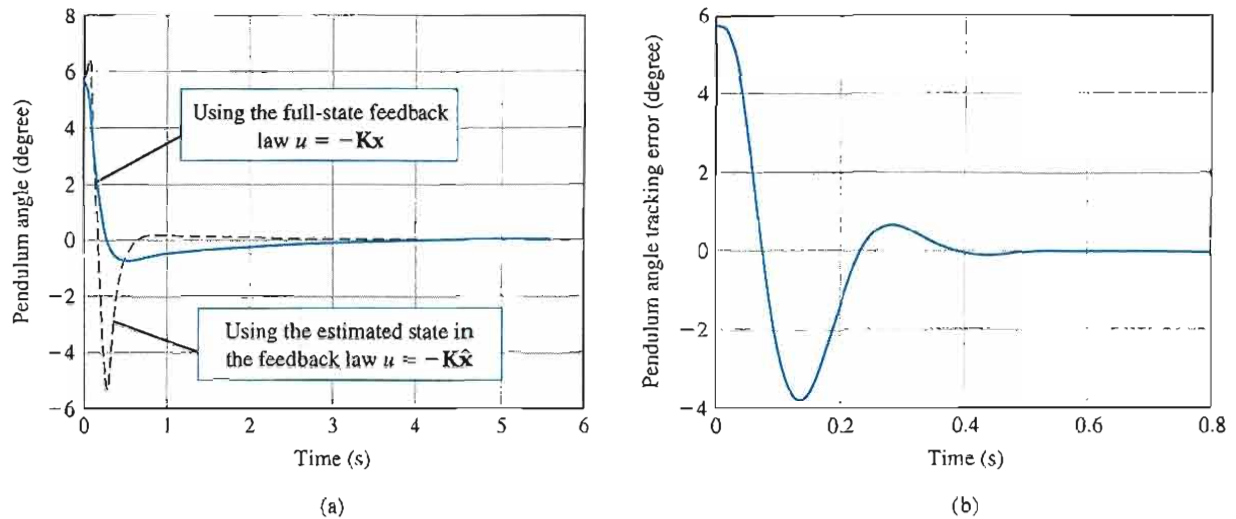 8
6
4
2
0
−2
−4
−6
0 1 2 3 4 5 6
Pendulum angle (degree)
Using the full-state feedback
law u = −Kx
Using the estimated state in
the feedback law u = −Kx̂
Time (s)
(a)
6
4
2
0
−2
−4
0 0.2 0.4 0.6 0.8
Pendulum angle tracking error (degree)
Time (s)
(b)